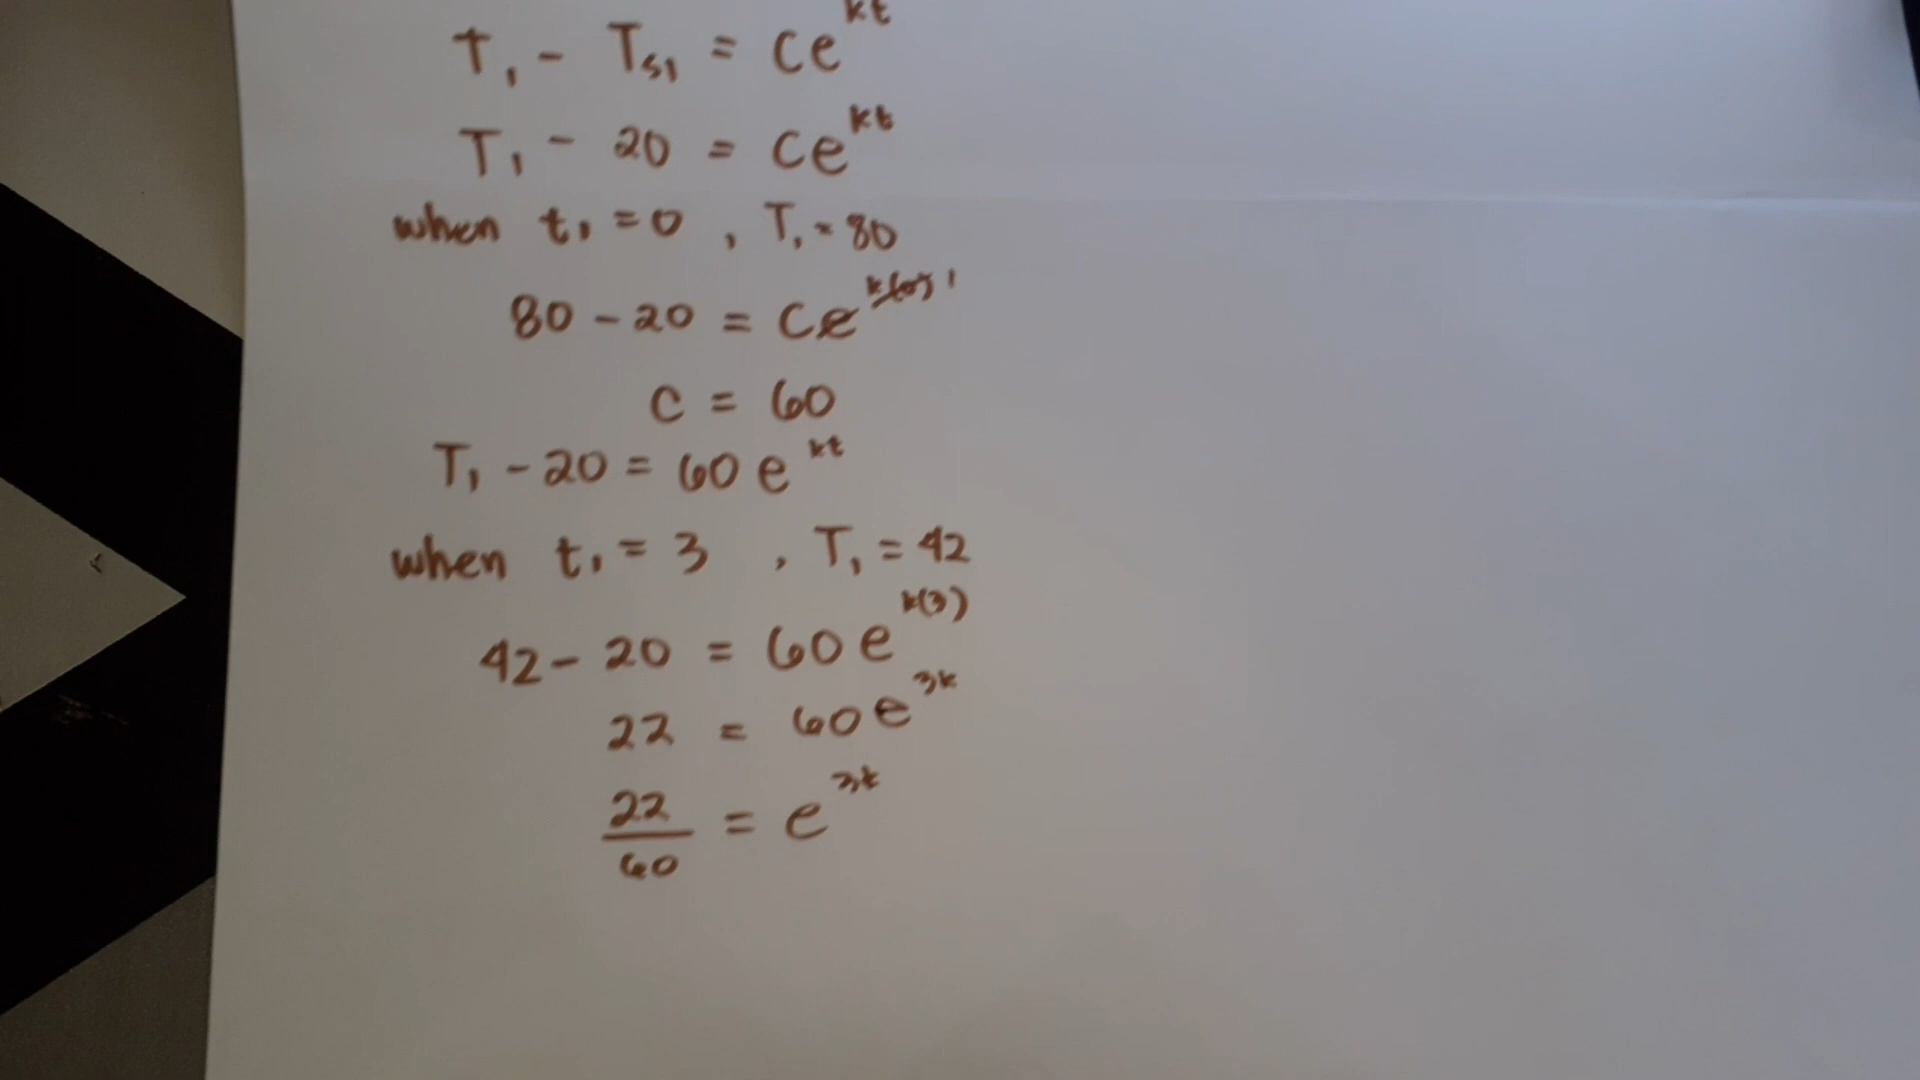 T₁ - Ts₁ = Ce^kt
T₁ - 20 = Ce^kt
when t₁ = 0 , T₁ = 80
80 - 20 = Ce^k(0) 1
C = 60
T₁ - 20 = 60 e^kt
when t₁ = 3 , T₁ = 42
42 - 20 = 60 e^k(3)
22 = 60 e^3k
22/60 = e^3k